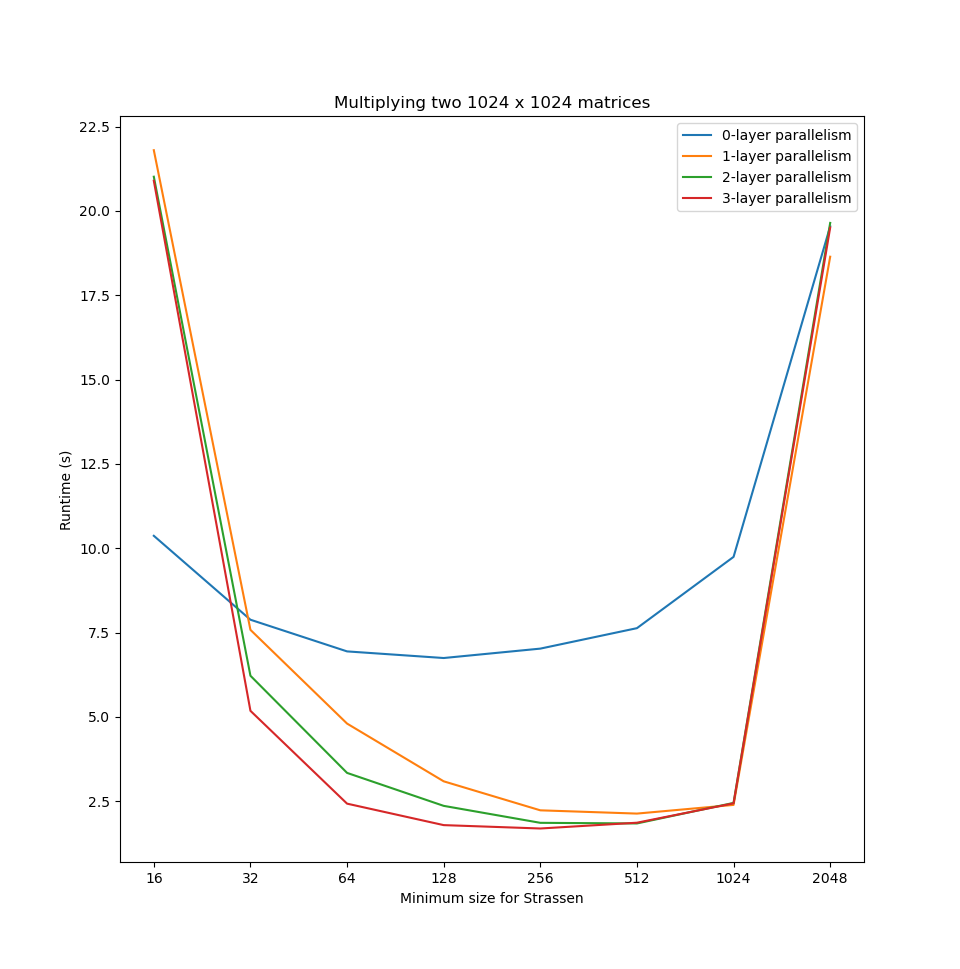 Multiplying two 1024 x 1024 matrices
22.5
20.0
17.5
15.0
12.5
10.0
7.5
5.0
2.5
Runtime (s)
0-layer parallelism
1-layer parallelism
2-layer parallelism
3-layer parallelism
16 32 64 128 256 512 1024 2048
Minimum size for Strassen